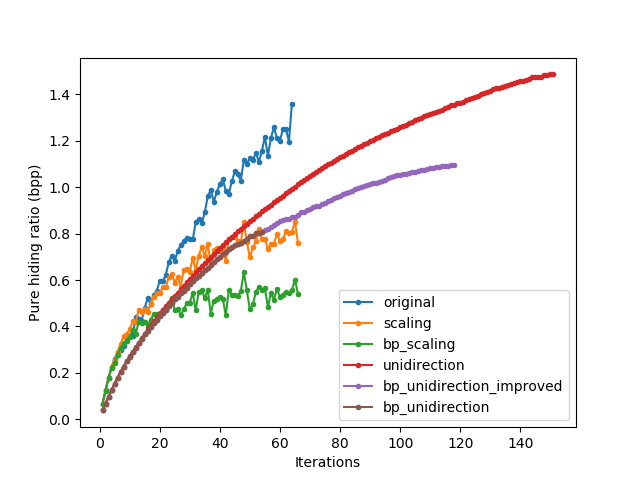 1.4
1.2
1.0
0.8
0.6
0.4
0.2
0.0
Pure hiding ratio (bpp)
original
scaling
bp_scaling
unidirection
bp_unidirection_improved
bp_unidirection
0 20 40 60 80 100 120 140
Iterations